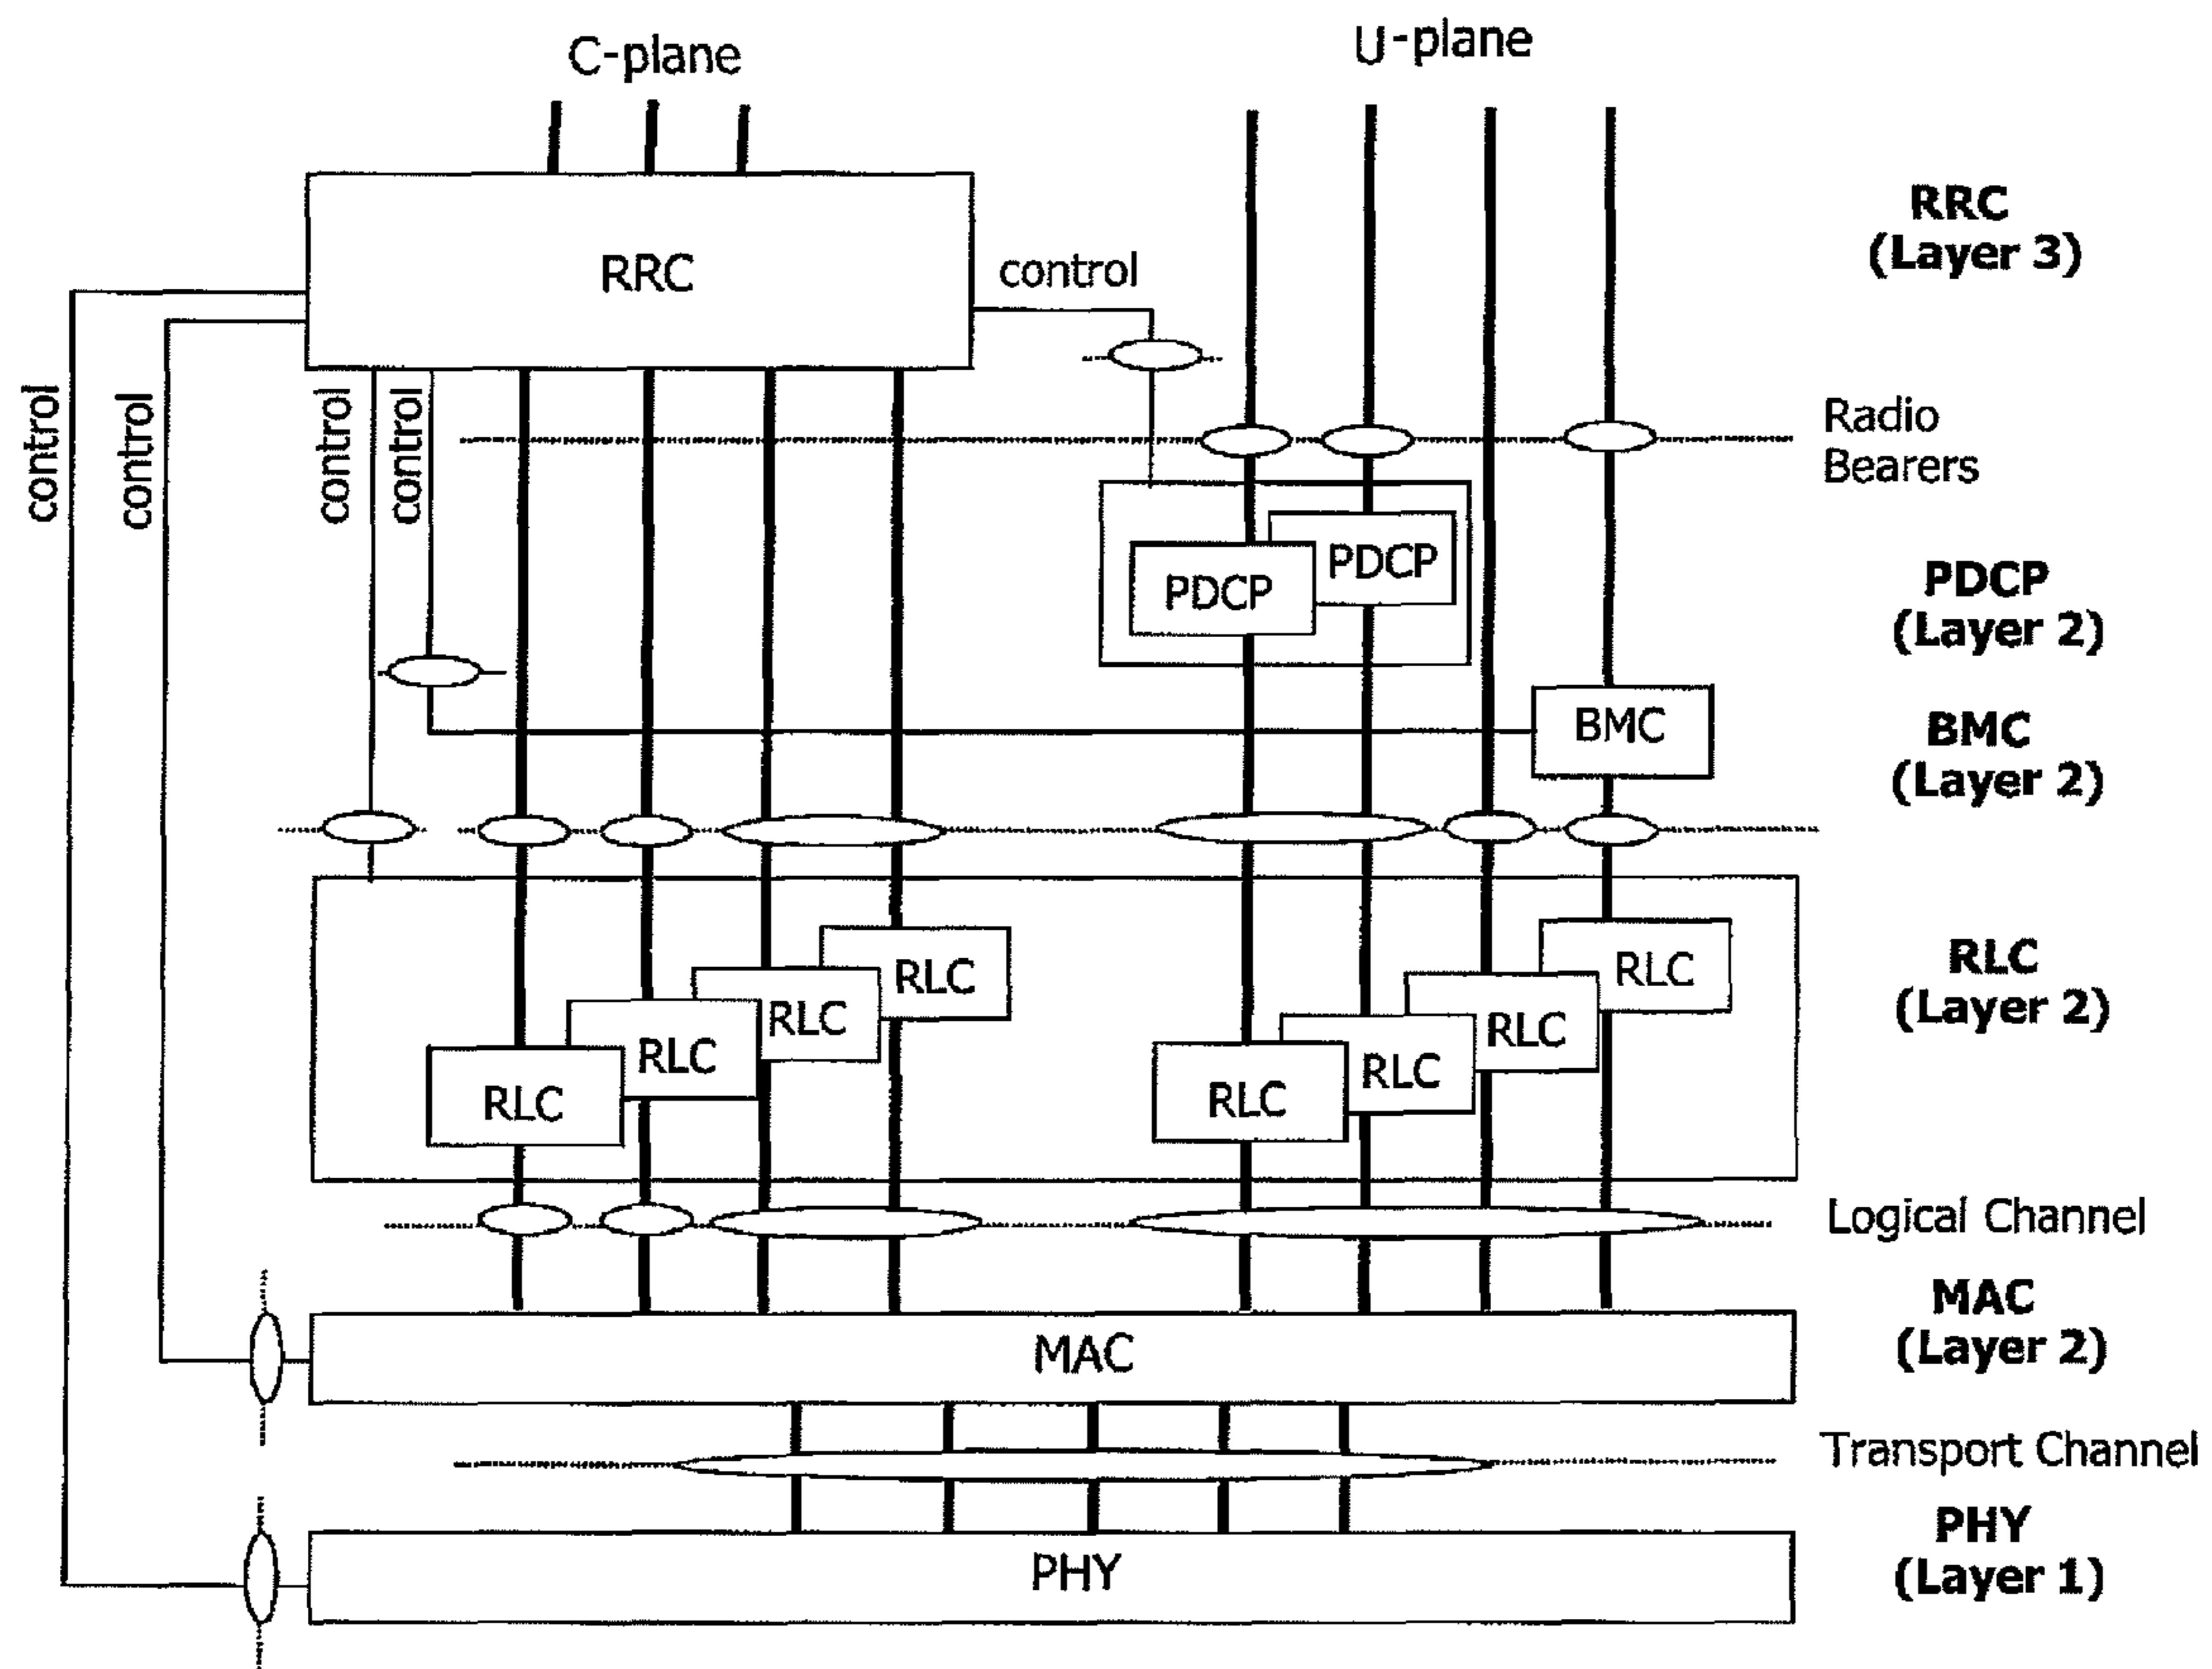 C-plane
U-plane
RRC
(Layer 3)
RRC
control
control
control
control
control
Radio
Bearers
PDCP
PDCP
PDCP
(Layer 2)
BMC
BMC
(Layer 2)
RLC
RLC
RLC
RLC
RLC
RLC
RLC
RLC
RLC
(Layer 2)
Logical Channel
MAC
(Layer 2)
MAC
Transport Channel
PHY
(Layer 1)
PHY